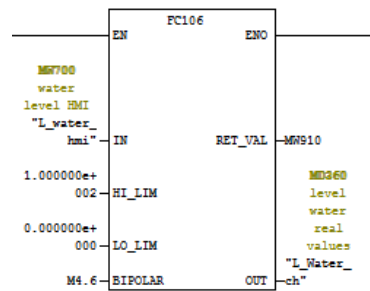 FC106
EN ENO
MW700
water
level HMI
"L_water_
hmi" IN RET_VAL MW910
1.000000e+ MD360
002 HI_LIM level
water
0.000000e+ real
000 LO_LIM values
"L_Water_
M4.6 BIPOLAR OUT ch"